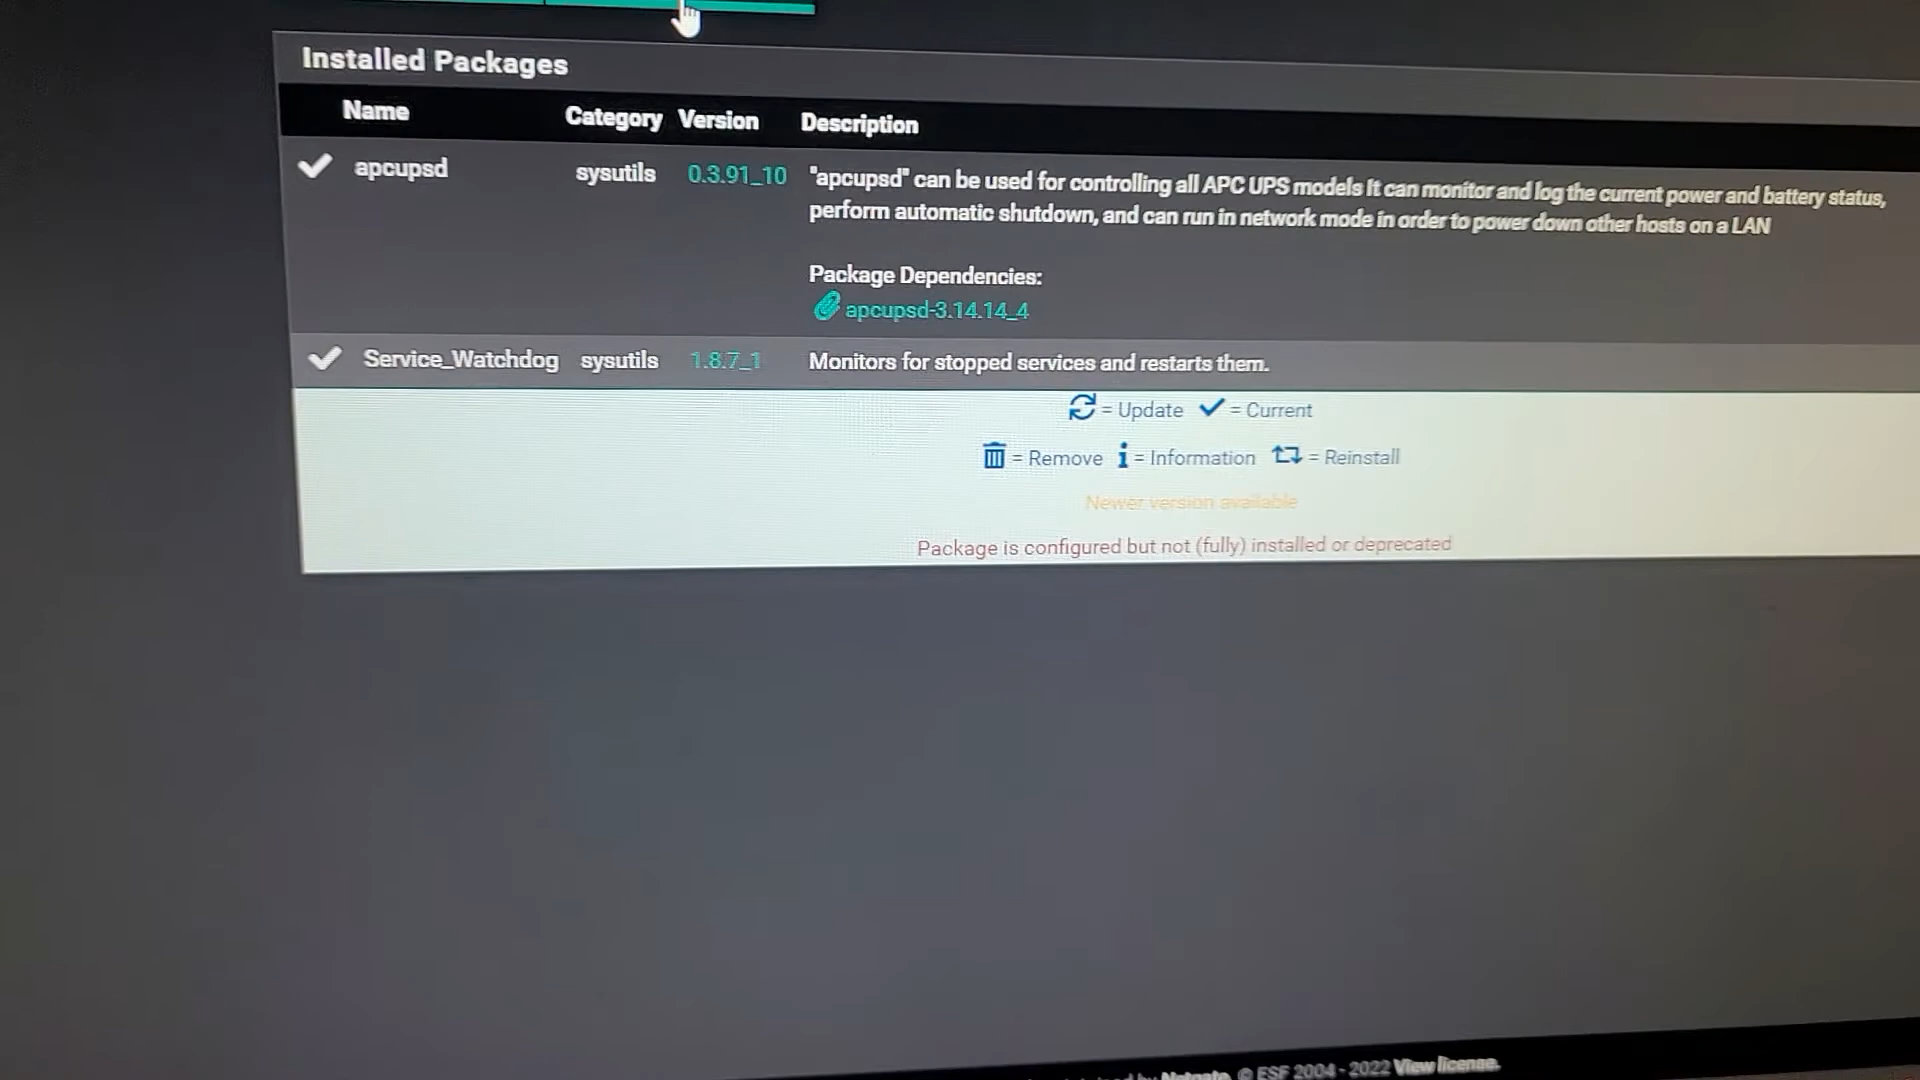 Installed Packages
Name Category Version Description
apcupsd sysutils 0.3.91_10 "apcupsd" can be used for controlling all APC UPS models It can monitor and log the current power and battery status,
perform automatic shutdown, and can run in network mode in order to power down other hosts on a LAN
Package Dependencies:
apcupsd-3.14.14_4
Service_Watchdog sysutils 1.8.7_1 Monitors for stopped services and restarts them.
= Update = Current
= Remove = Information = Reinstall
Newer version available
Package is configured but not (fully) installed or deprecated
by Netgate. © ESF 2004 - 2022 View license.